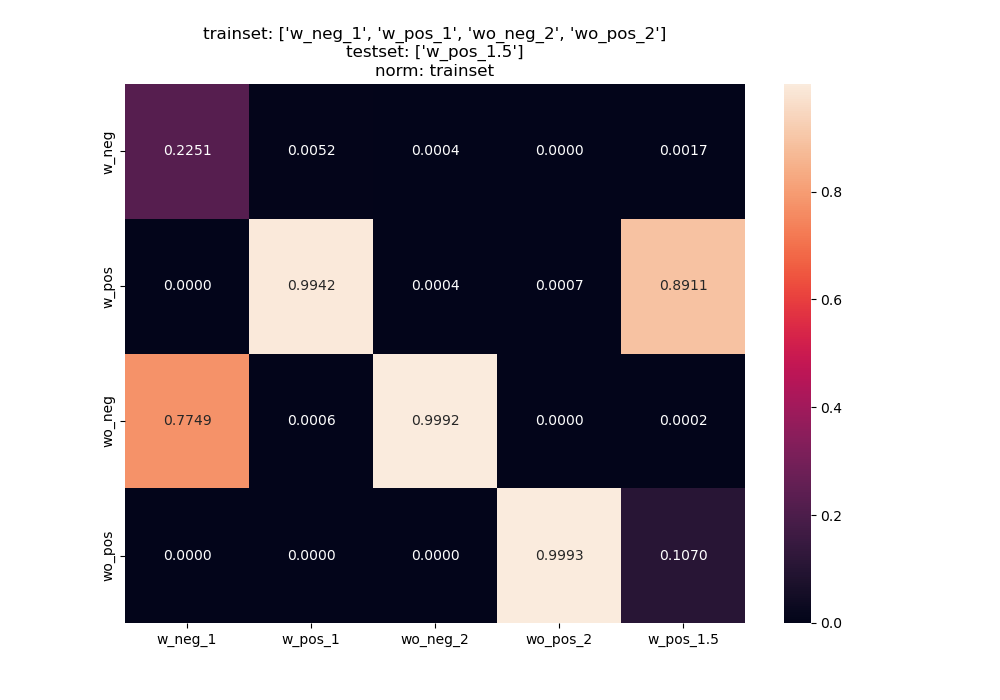 trainset: ['w_neg_1', 'w_pos_1', 'wo_neg_2', 'wo_pos_2']
testset: ['w_pos_1.5']
norm: trainset
w_neg
0.2251 0.0052 0.0004 0.0000 0.0017
w_pos
0.0000 0.9942 0.0004 0.0007 0.8911
wo_neg
0.7749 0.0006 0.9992 0.0000 0.0002
wo_pos
0.0000 0.0000 0.0000 0.9993 0.1070
w_neg_1 w_pos_1 wo_neg_2 wo_pos_2 w_pos_1.5
0.8
0.6
0.4
0.2
0.0